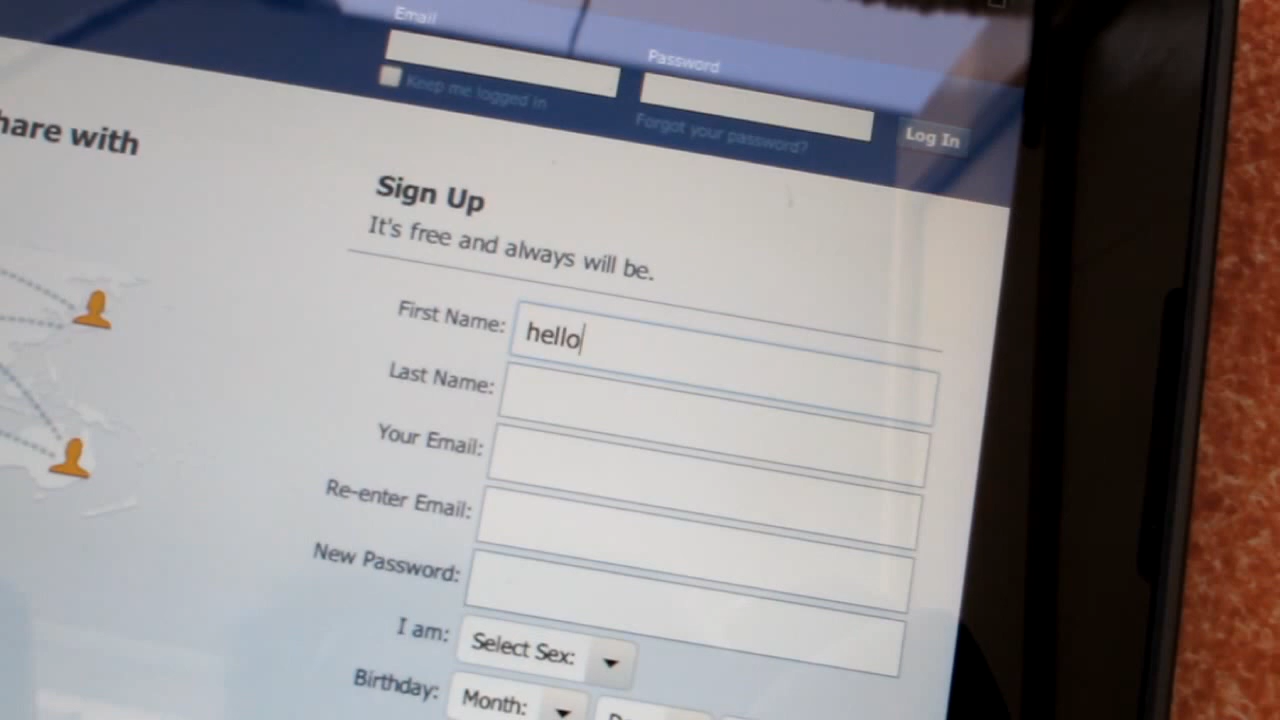 Email
Password
Keep me logged in
Forgot your password?
Log In
hare with
Sign Up
It's free and always will be.
First Name: hello
Last Name:
Your Email:
Re-enter Email:
New Password:
I am: Select Sex:
Birthday: Month: